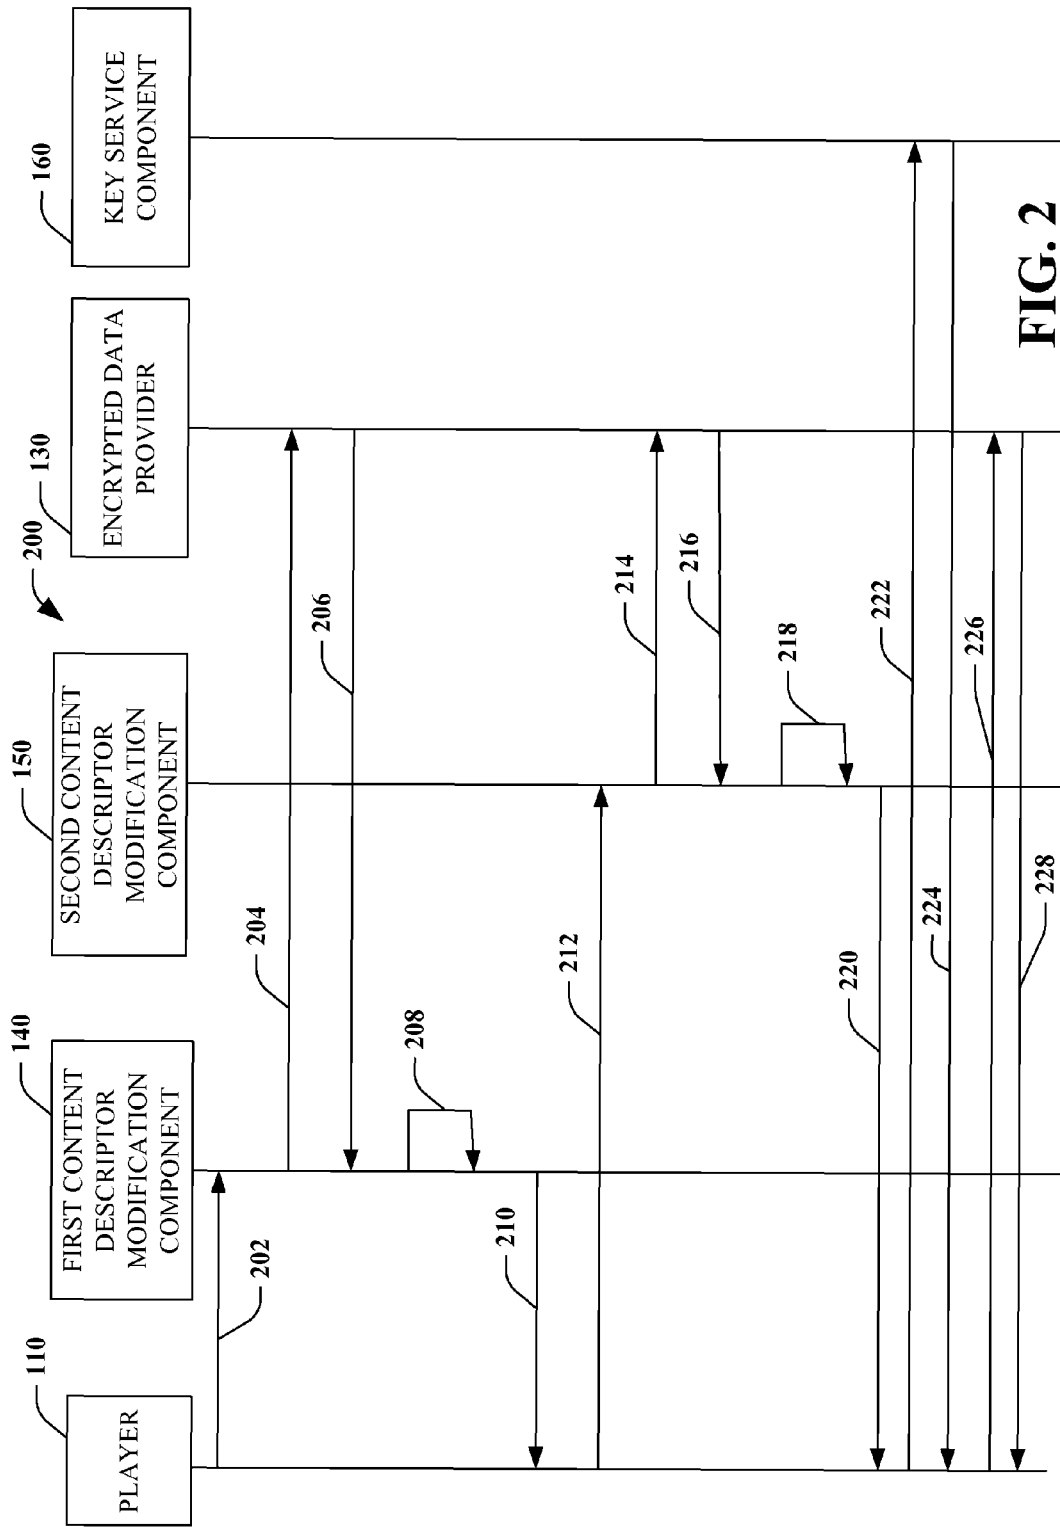 200
110
PLAYER
140
FIRST CONTENT
DESCRIPTOR
MODIFICATION
COMPONENT
150
SECOND CONTENT
DESCRIPTOR
MODIFICATION
COMPONENT
130
ENCRYPTED DATA
PROVIDER
160
KEY SERVICE
COMPONENT
202
204
206
208
210
212
214
216
218
220
222
224
226
228
FIG. 2